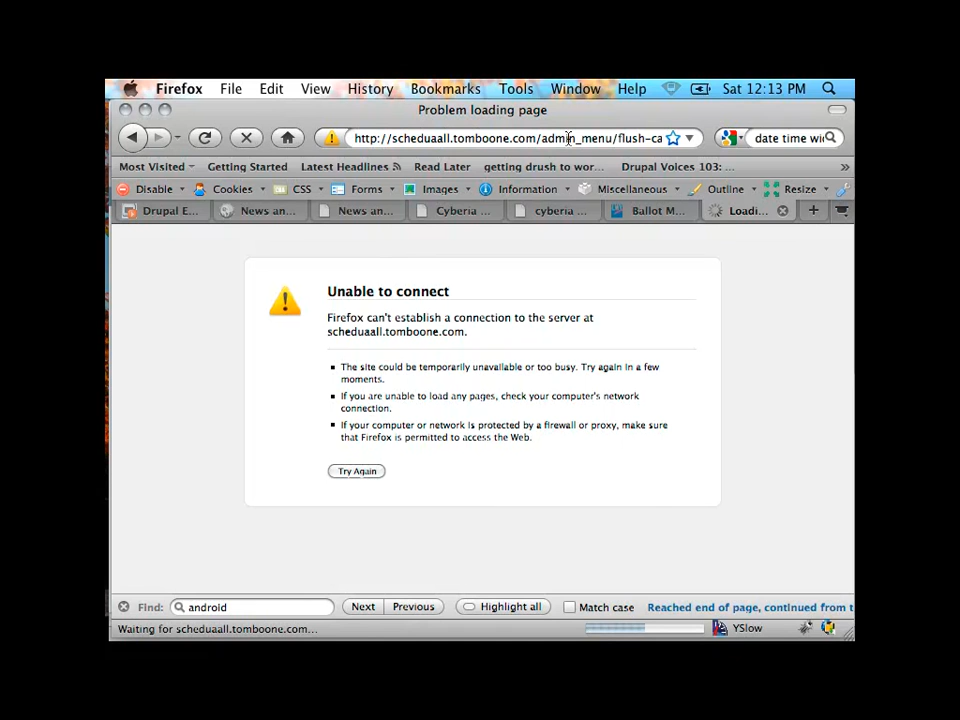 Firefox File Edit View History Bookmarks Tools Window Help Sat 12:13 PM
Problem loading page
http://scheduaall.tomboone.com/admin_menu/flush-ca date time wi
Most Visited Getting Started Latest Headlines Read Later getting drush to wor... Drupal Voices 103: ... »
Disable Cookies CSS Forms Images Information Miscellaneous Outline Resize
Drupal E... News an... News an... Cyberia ... cyberia ... Ballot M... Loadi... +
Unable to connect
Firefox can't establish a connection to the server at
scheduaall.tomboone.com.
The site could be temporarily unavailable or too busy. Try again in a few
moments.
If you are unable to load any pages, check your computer's network
connection.
If your computer or network is protected by a firewall or proxy, make sure
that Firefox is permitted to access the Web.
Try Again
Find: android Next Previous Highlight all Match case Reached end of page, continued from t
Waiting for scheduaall.tomboone.com... YSlow